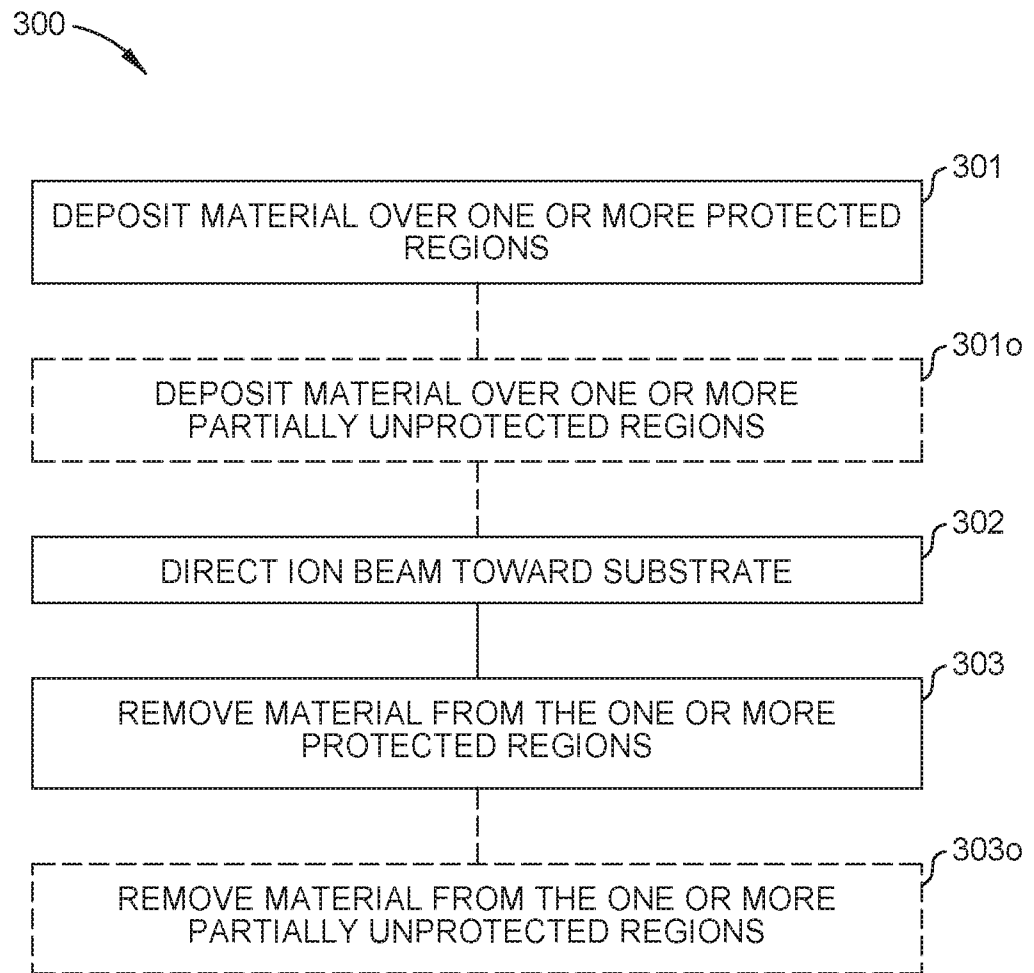 300
301
DEPOSIT MATERIAL OVER ONE OR MORE PROTECTED
REGIONS
301o
DEPOSIT MATERIAL OVER ONE OR MORE
PARTIALLY UNPROTECTED REGIONS
302
DIRECT ION BEAM TOWARD SUBSTRATE
303
REMOVE MATERIAL FROM THE ONE OR MORE
PROTECTED REGIONS
303o
REMOVE MATERIAL FROM THE ONE OR MORE
PARTIALLY UNPROTECTED REGIONS